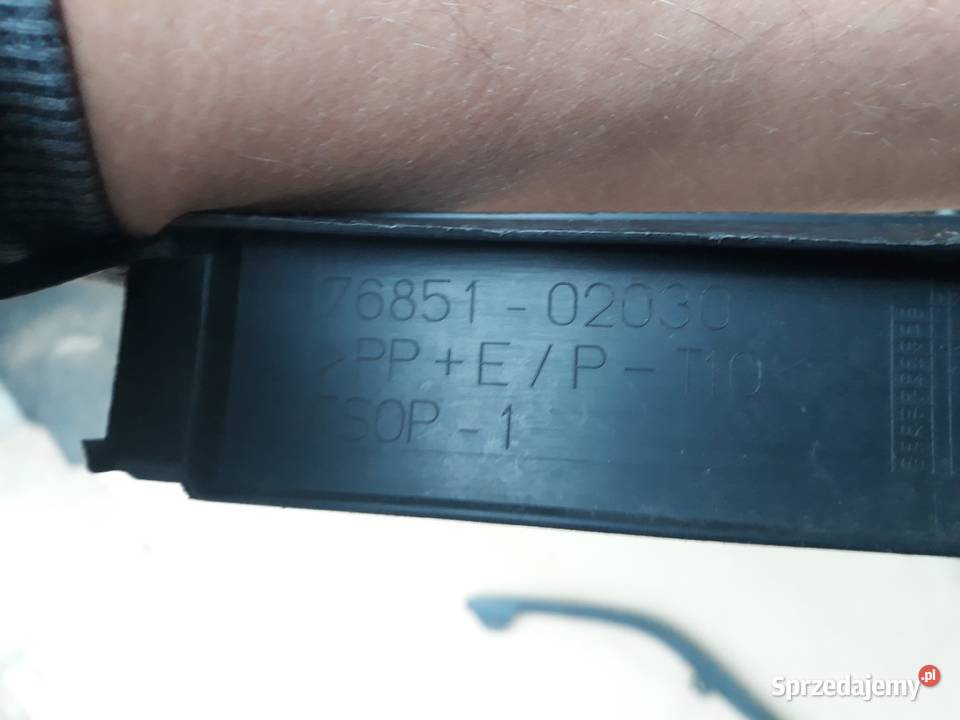 76851-02030
>PP+E/P-T10<
TSOP-1
Sprzedajemy.pl